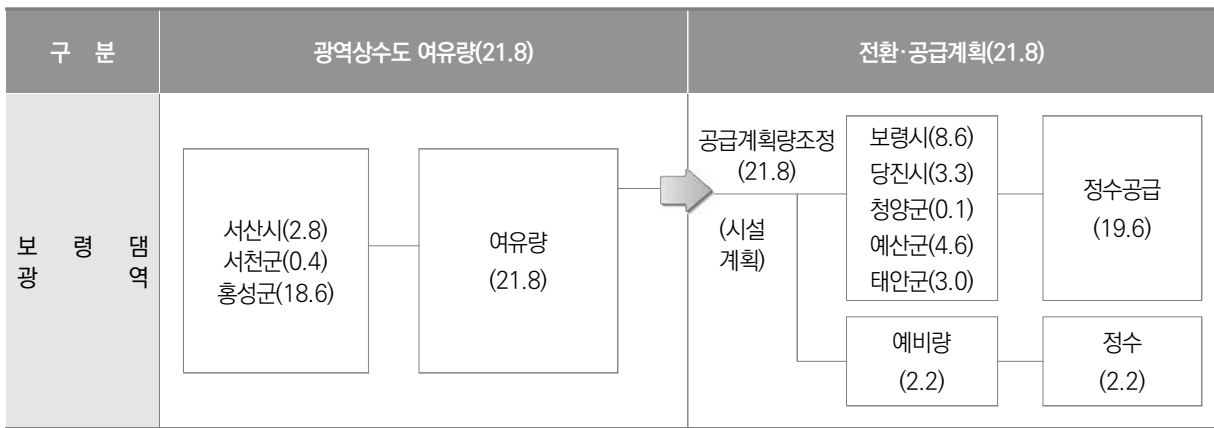 구 분
광역상수도 여유량(21.8)
전환·공급계획(21.8)
보 령 댐
광 역
서산시(2.8)
서천군(0.4)
홍성군(18.6)
여유량
(21.8)
공급계획량조정
(21.8)
(시설
계획)
보령시(8.6)
당진시(3.3)
청양군(0.1)
예산군(4.6)
태안군(3.0)
정수공급
(19.6)
예비량
(2.2)
정수
(2.2)